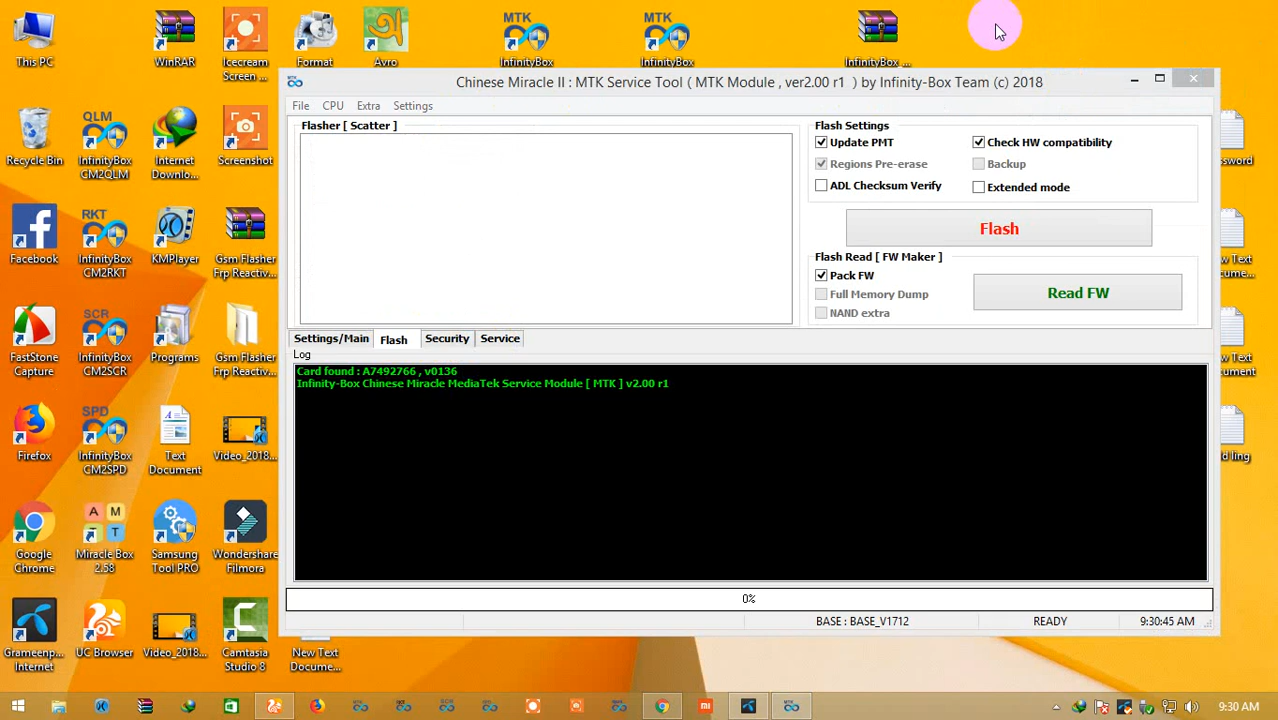 This PC
WinRAR
Icecream
Screen ...
Format
অ
Avro
MTK
InfinityBox
MTK
InfinityBox
InfinityBox ...
Chinese Miracle II : MTK Service Tool ( MTK Module , ver2.00 r1 ) by Infinity-Box Team (c) 2018
File CPU Extra Settings
Flasher [ Scatter ]
Flash Settings
Update PMT
Check HW compatibility
Regions Pre-erase
Backup
ADL Checksum Verify
Extended mode
Flash
Flash Read [ FW Maker ]
Pack FW
Full Memory Dump
NAND extra
Read FW
Settings/Main Flash Security Service
Log
Card found : A7492766 , v0136
Infinity-Box Chinese Miracle MediaTek Service Module [ MTK ] v2.00 r1
0%
BASE : BASE_V1712
READY
9:30:45 AM
Recycle Bin
QLM
InfinityBox
CM2QLM
Internet
Downlo...
Screenshot
Facebook
RKT
InfinityBox
CM2RKT
KMPlayer
Gsm Flasher
Frp Reactiv...
FastStone
Capture
SCR
InfinityBox
CM2SCR
Programs
Gsm Flasher
Frp Reactiv...
Firefox
SPD
InfinityBox
CM2SPD
Text
Document
Video_2018...
Google
Chrome
A M
I T
Miracle Box
2.58
Samsung
Tool PRO
Wondershare
Filmora
Grameenp...
Internet
UC Browser
Video_2018...
Camtasia
Studio 8
New Text
Docume...
9:30 AM